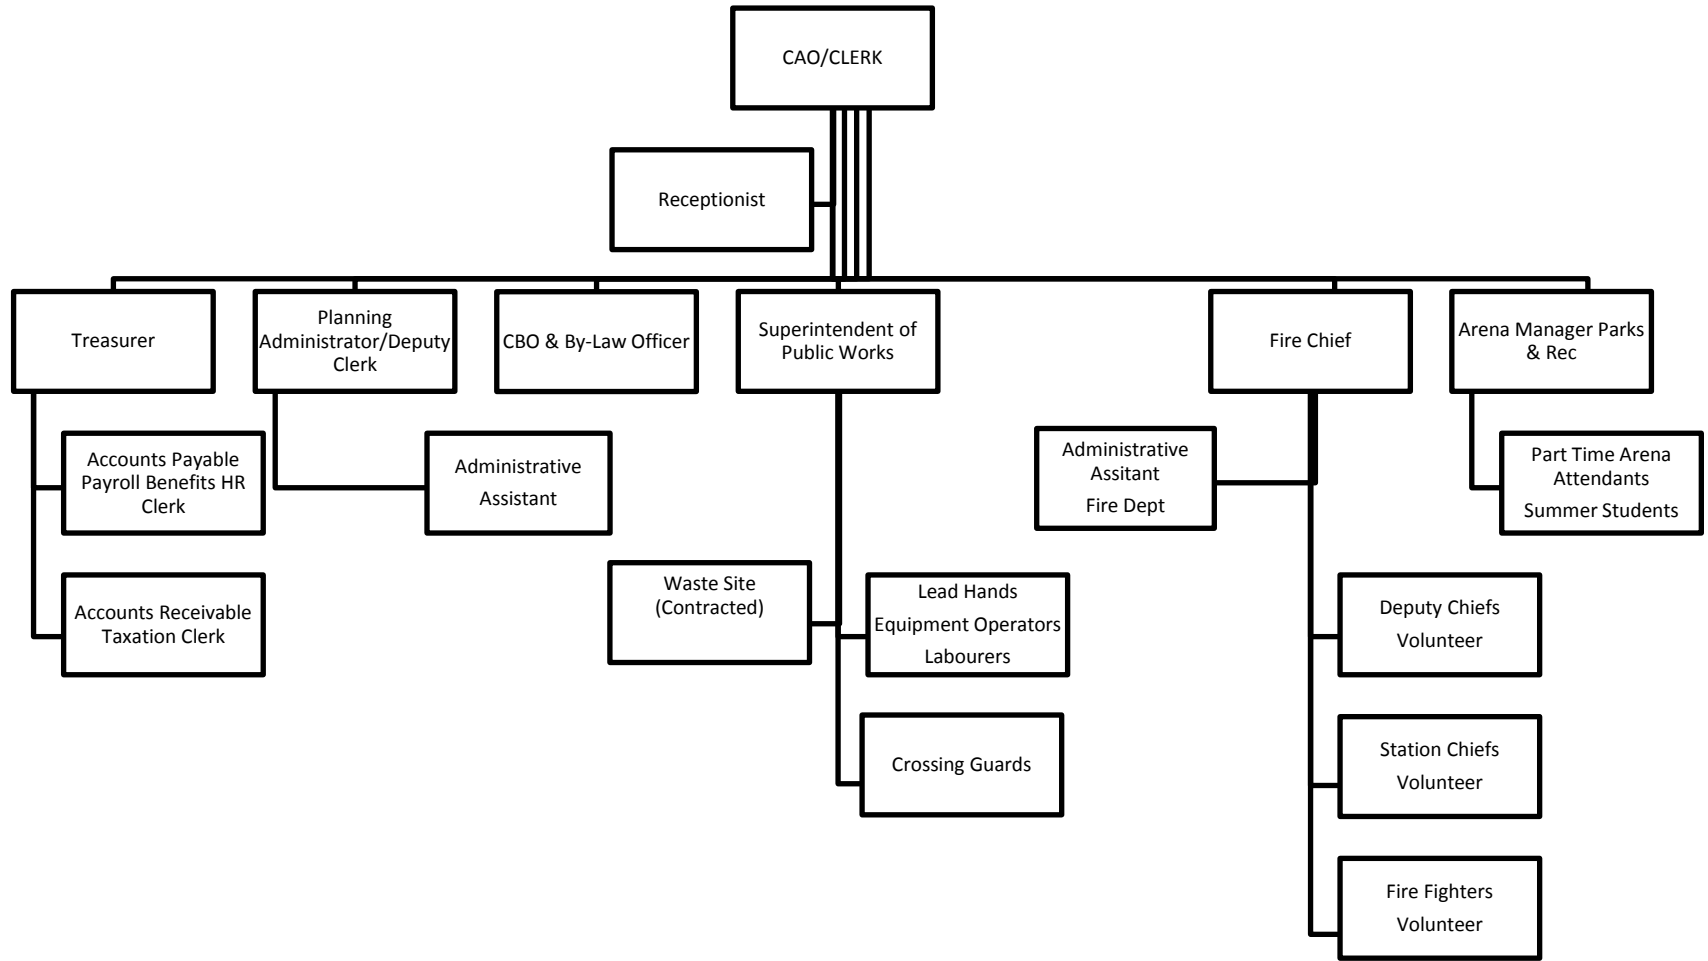 CAO/CLERK
Receptionist
Treasurer
Planning
Administrator/Deputy
Clerk
CBO & By-Law Officer
Superintendent of
Public Works
Fire Chief
Arena Manager Parks
& Rec
Accounts Payable
Payroll Benefits HR
Clerk
Administrative
Assistant
Administrative
Assitant
Fire Dept
Part Time Arena
Attendants
Summer Students
Accounts Receivable
Taxation Clerk
Waste Site
(Contracted)
Lead Hands
Equipment Operators
Labourers
Deputy Chiefs
Volunteer
Crossing Guards
Station Chiefs
Volunteer
Fire Fighters
Volunteer